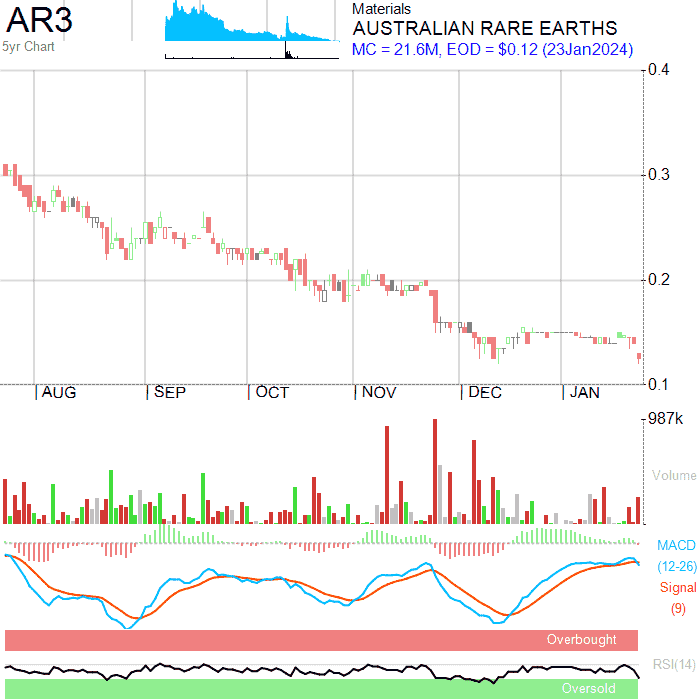 AR3
5yr Chart
Materials
AUSTRALIAN RARE EARTHS
MC = 21.6M, EOD = $0.12 (23Jan2024)
0.4
0.3
0.2
0.1
AUG SEP OCT NOV DEC JAN
987k
Volume
MACD
(12-26)
Signal
(9)
Overbought
RSI(14)
Oversold